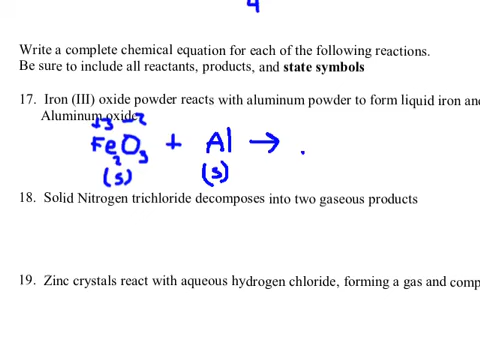 4
Write a complete chemical equation for each of the following reactions.
Be sure to include all reactants, products, and state symbols
17. Iron (III) oxide powder reacts with aluminum powder to form liquid iron and
Aluminum oxide
+3 -2
Fe₂O₃ + Al →
(s) (s)
18. Solid Nitrogen trichloride decomposes into two gaseous products
19. Zinc crystals react with aqueous hydrogen chloride, forming a gas and comp